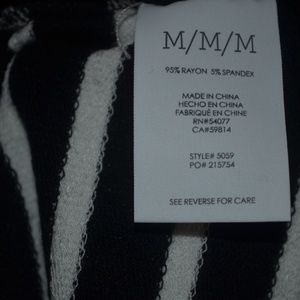 M/M/M
95% RAYON 5% SPANDEX
MADE IN CHINA
HECHO EN CHINA
FABRIQUÉ EN CHINE
RN#54077
CA#59814
STYLE# 5059
PO# 215754
SEE REVERSE FOR CARE